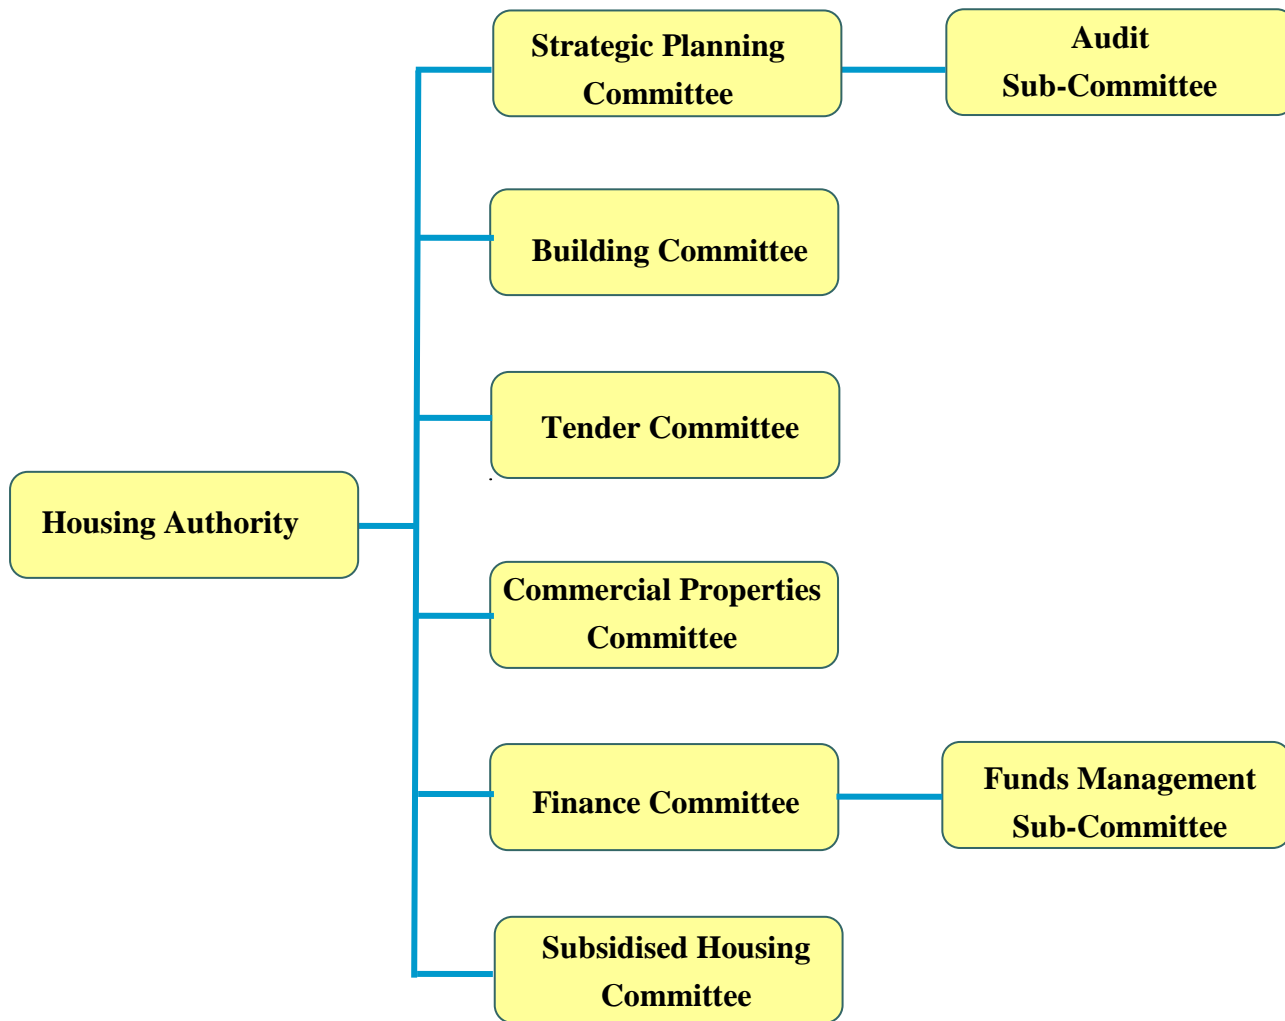 Strategic Planning
Committee
Audit
Sub-Committee
Building Committee
Tender Committee
Housing Authority
Commercial Properties
Committee
Finance Committee
Funds Management
Sub-Committee
Subsidised Housing
Committee